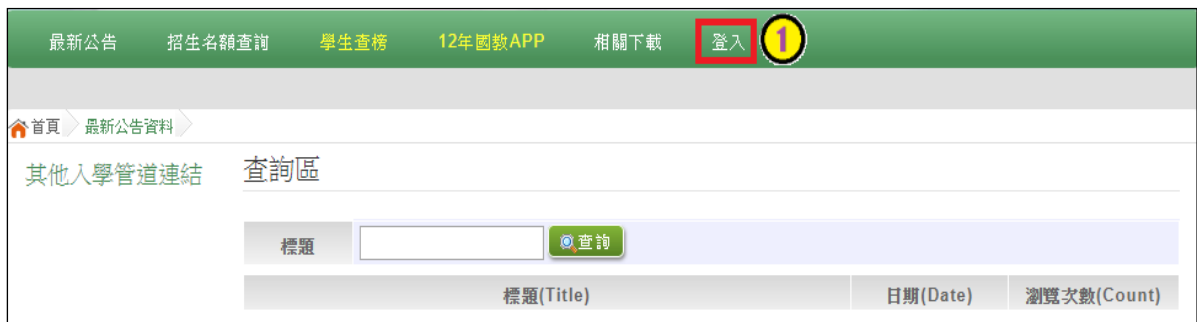 最新公告 招生名額查詢 學生查榜 12年國教APP 相關下載 登入 1
首頁 最新公告資料
其他入學管道連結 查詢區
標題 查詢
標題(Title) 日期(Date) 瀏覽次數(Count)